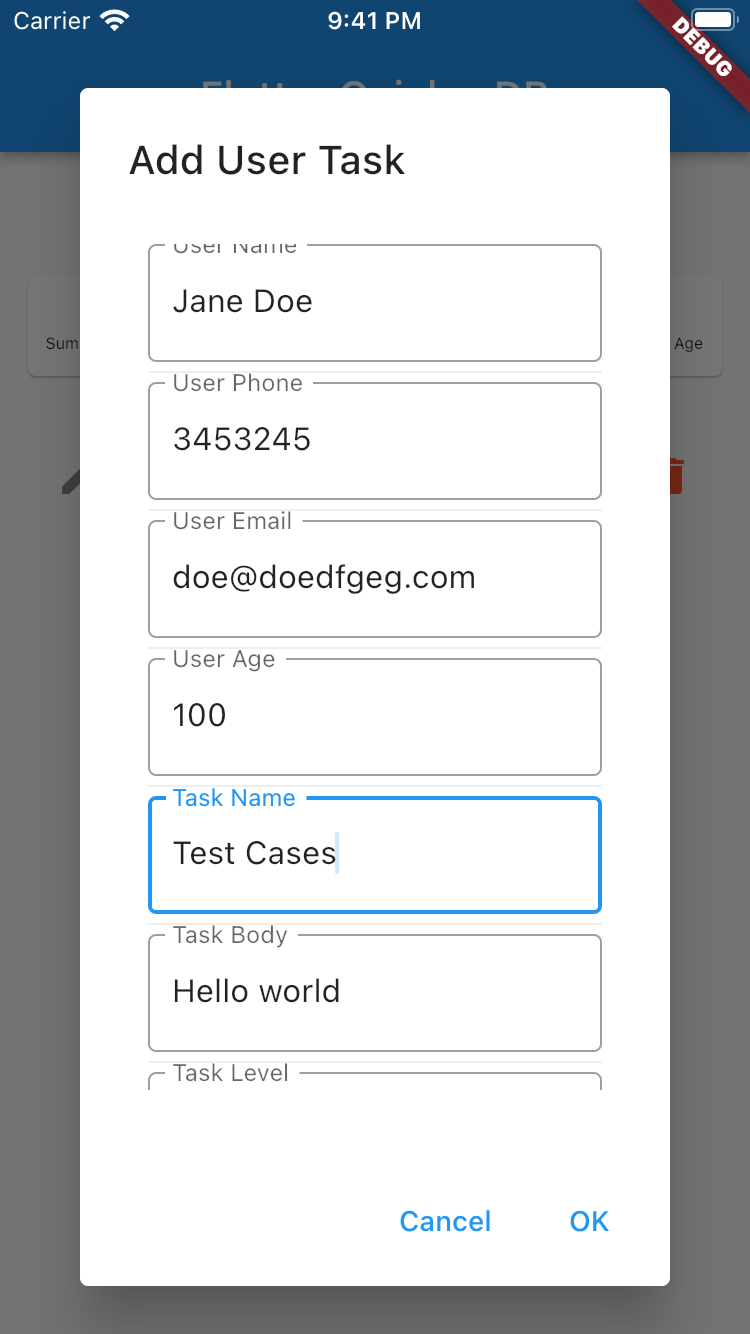 Carrier
9:41 PM
DEBUG
Add User Task
User Name
Jane Doe
Sum
Age
User Phone
3453245
User Email
doe@doedfgeg.com
User Age
100
Task Name
Test Cases
Task Body
Hello world
Task Level
Cancel
OK